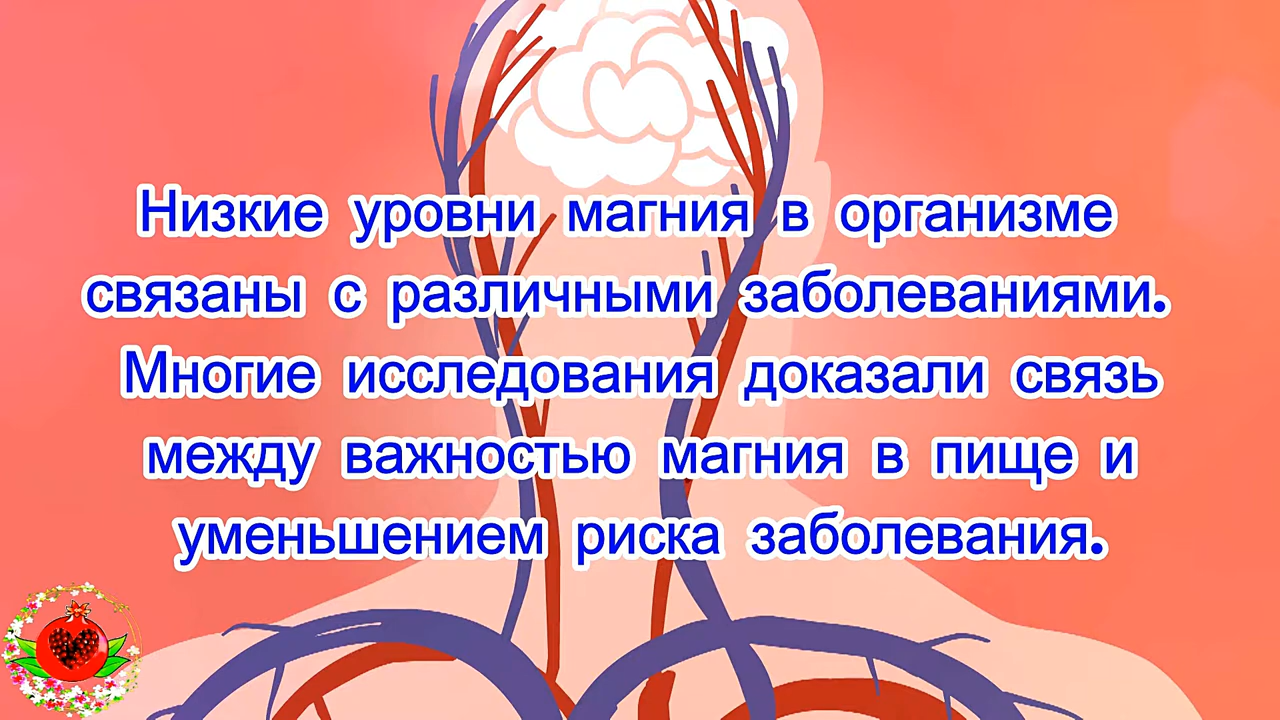 Низкие уровни магния в организме
связаны с различными заболеваниями.
Многие исследования доказали связь
между важностью магния в пище и
уменьшением риска заболевания.